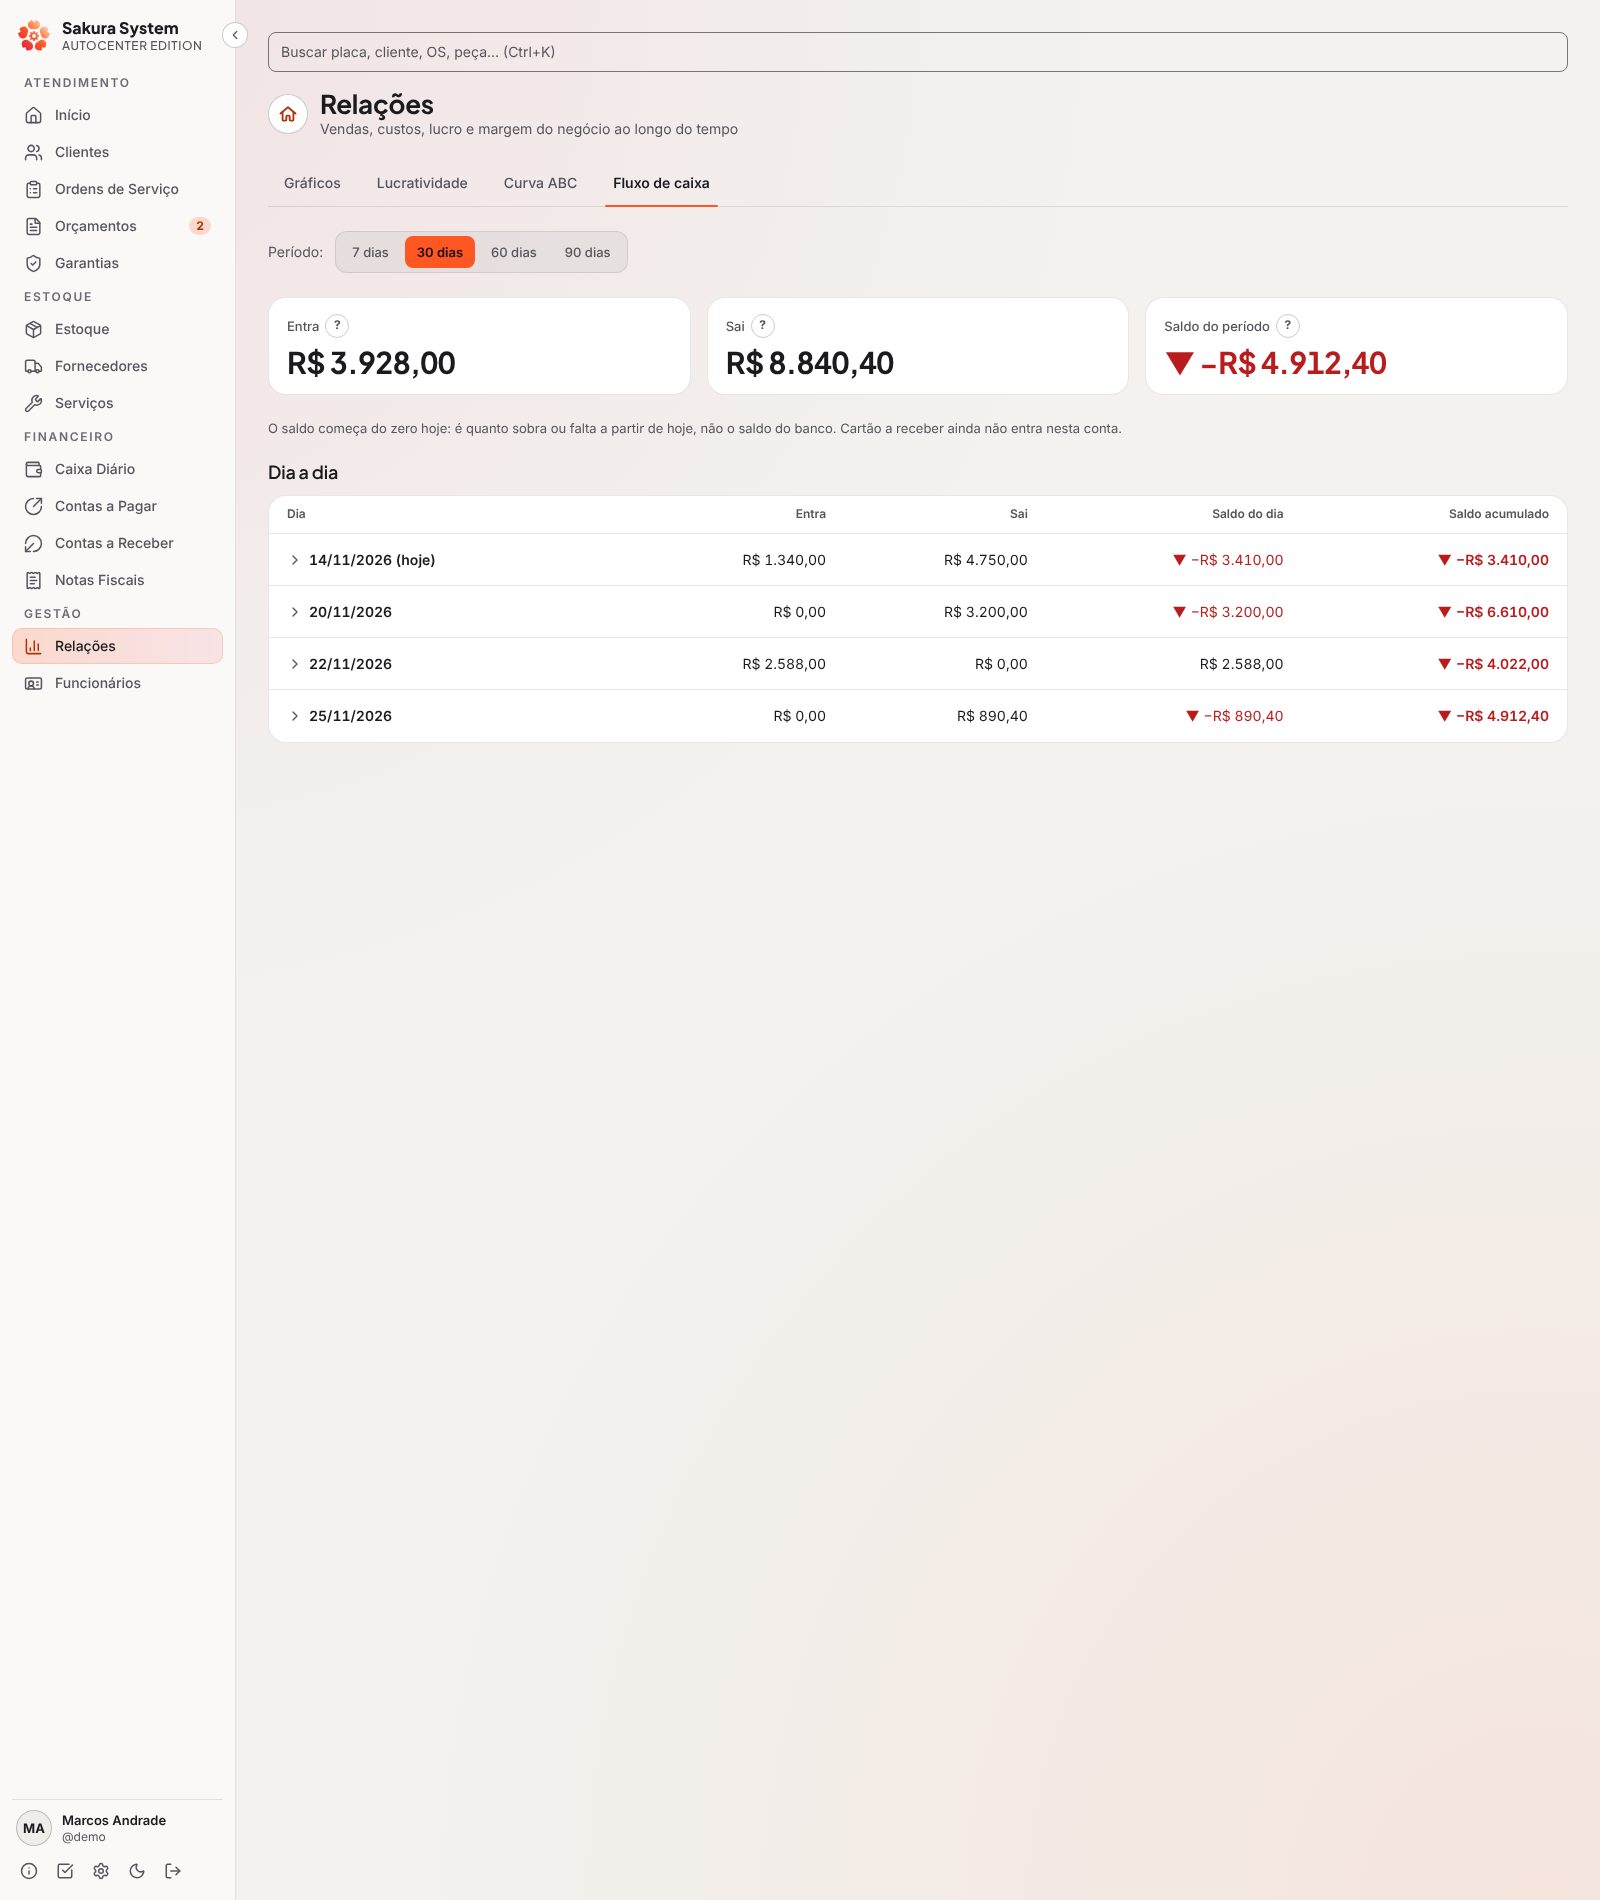 Sakura System
AUTOCENTER EDITION
ATENDIMENTO
Início
Clientes
Ordens de Serviço
Orçamentos 2
Garantias
ESTOQUE
Estoque
Fornecedores
Serviços
FINANCEIRO
Caixa Diário
Contas a Pagar
Contas a Receber
Notas Fiscais
GESTÃO
Relações
Funcionários
MA
Marcos Andrade
@demo
Buscar placa, cliente, OS, peça... (Ctrl+K)
Relações
Vendas, custos, lucro e margem do negócio ao longo do tempo
Gráficos Lucratividade Curva ABC Fluxo de caixa
Período: 7 dias 30 dias 60 dias 90 dias
Entra ?
R$ 3.928,00
Sai ?
R$ 8.840,40
Saldo do período ?
▼ −R$ 4.912,40
O saldo começa do zero hoje: é quanto sobra ou falta a partir de hoje, não o saldo do banco. Cartão a receber ainda não entra nesta conta.
Dia a dia
Dia Entra Sai Saldo do dia Saldo acumulado
14/11/2026 (hoje) R$ 1.340,00 R$ 4.750,00 ▼ −R$ 3.410,00 ▼ −R$ 3.410,00
20/11/2026 R$ 0,00 R$ 3.200,00 ▼ −R$ 3.200,00 ▼ −R$ 6.610,00
22/11/2026 R$ 2.588,00 R$ 0,00 R$ 2.588,00 ▼ −R$ 4.022,00
25/11/2026 R$ 0,00 R$ 890,40 ▼ −R$ 890,40 ▼ −R$ 4.912,40